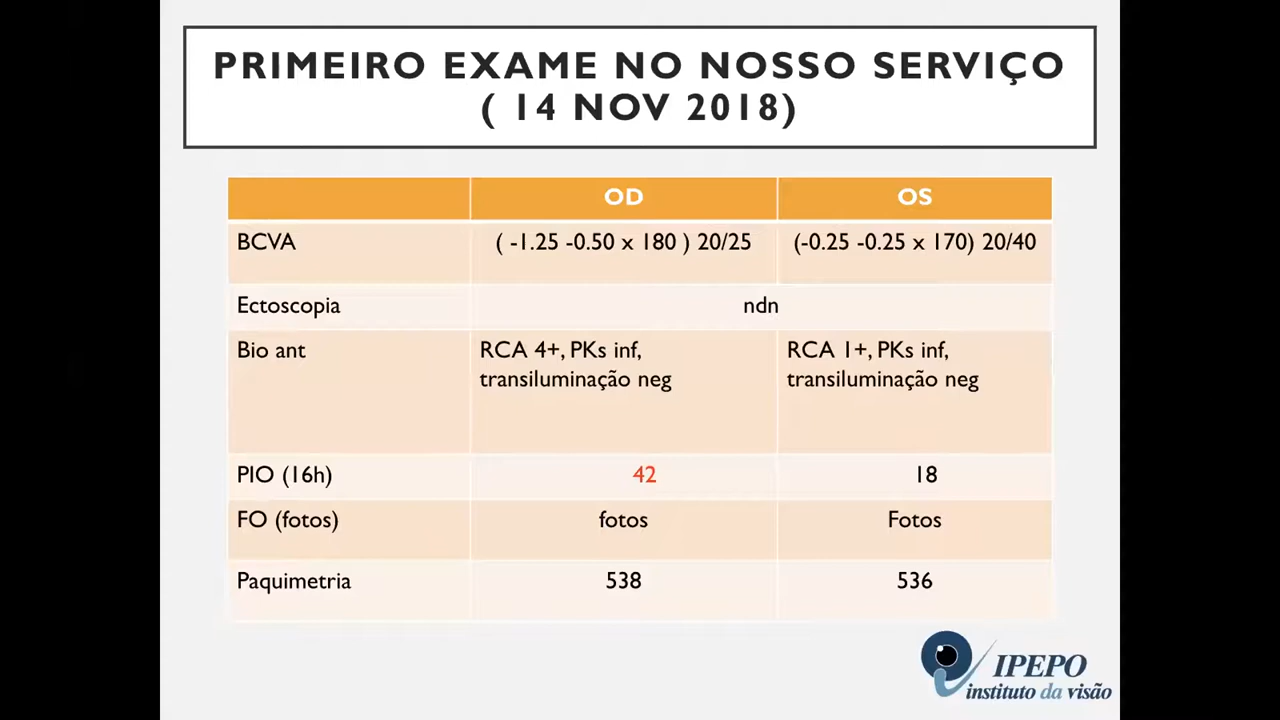 PRIMEIRO EXAME NO NOSSO SERVIÇO
( 14 NOV 2018)
OD OS
BCVA ( -1.25 -0.50 x 180 ) 20/25 (-0.25 -0.25 x 170) 20/40
Ectoscopia ndn
Bio ant RCA 4+, PKs inf, RCA 1+, PKs inf,
transiluminação neg transiluminação neg
PIO (16h) 42 18
FO (fotos) fotos Fotos
Paquimetria 538 536
IPEPO
instituto da visão